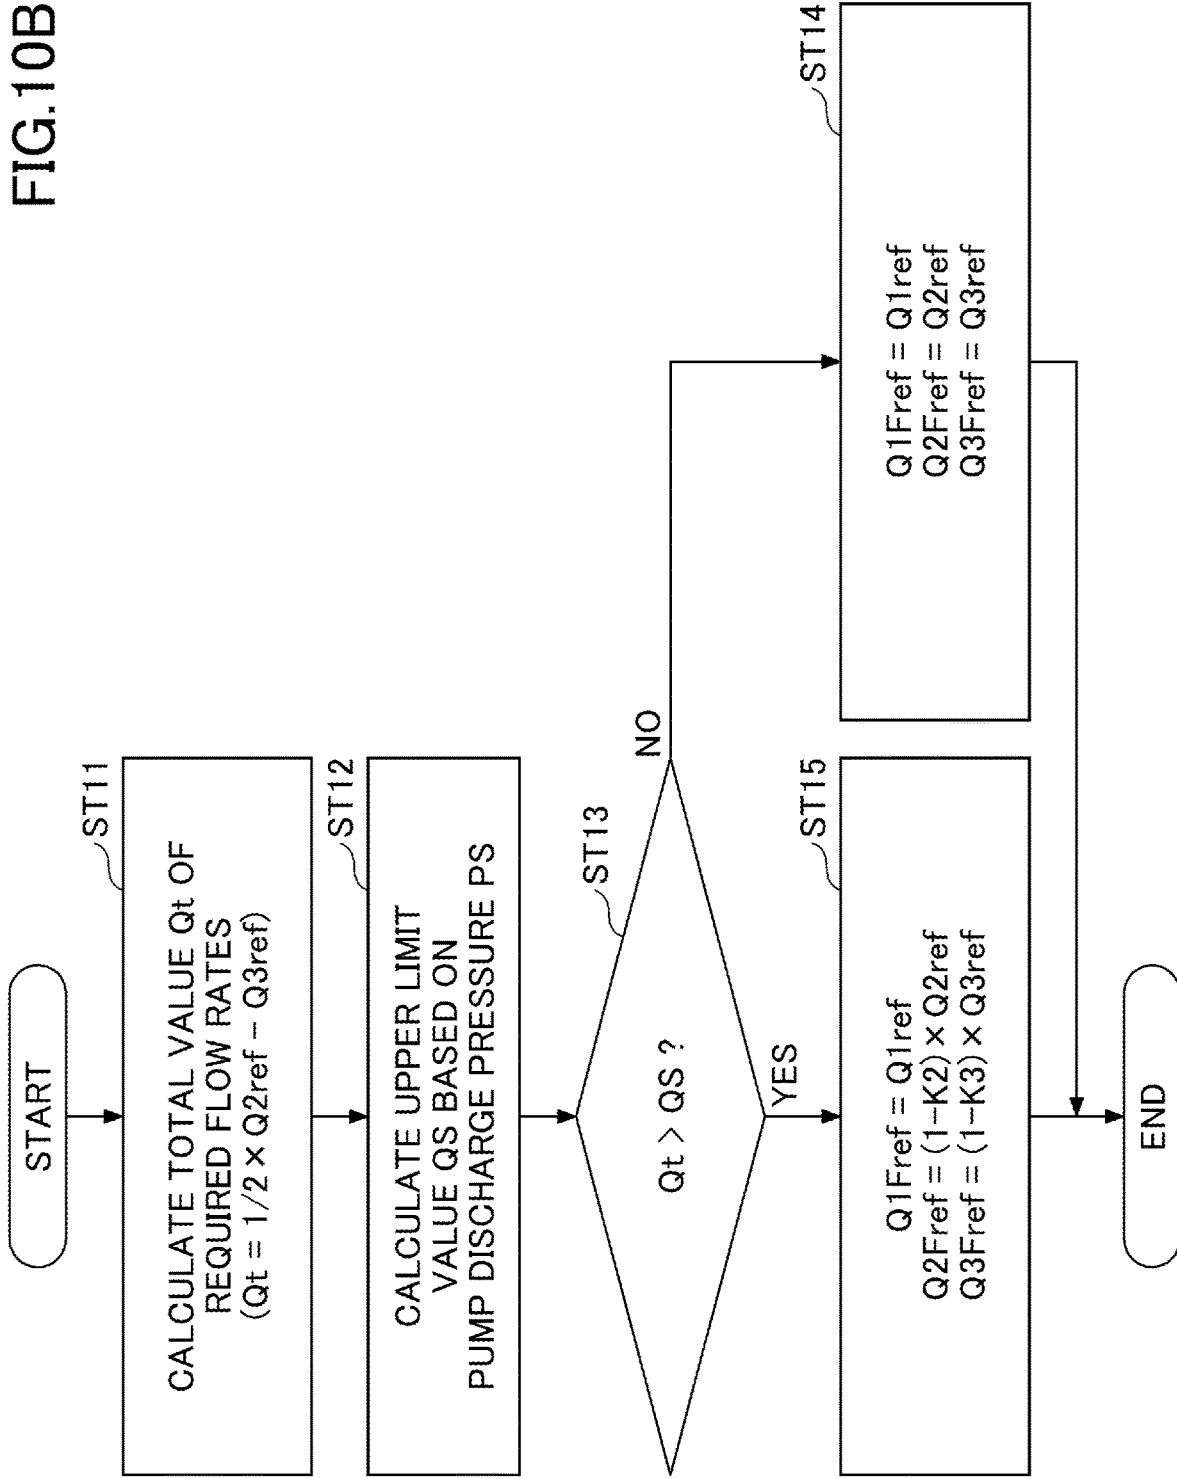 FIG.10B
START
ST11
CALCULATE TOTAL VALUE Qt OF
REQUIRED FLOW RATES
(Qt = 1/2 × Q2ref − Q3ref)
ST12
CALCULATE UPPER LIMIT
VALUE QS BASED ON
PUMP DISCHARGE PRESSURE PS
ST13
Qt > QS ?
NO
YES
ST15
Q1Fref = Q1ref
Q2Fref = (1-K2) × Q2ref
Q3Fref = (1-K3) × Q3ref
ST14
Q1Fref = Q1ref
Q2Fref = Q2ref
Q3Fref = Q3ref
END